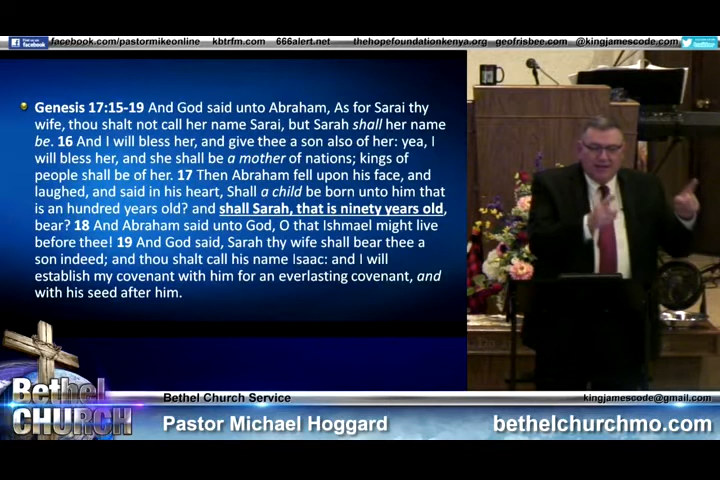 Find us on facebook facebook.com/pastormikeonline kbtrfm.com 666alert.net thehopefoundationkenya.org geofrisbee.com @kingjamescode.com twitter
Genesis 17:15-19 And God said unto Abraham, As for Sarai thy
wife, thou shalt not call her name Sarai, but Sarah shall her name
be. 16 And I will bless her, and give thee a son also of her: yea, I
will bless her, and she shall be a mother of nations; kings of
people shall be of her. 17 Then Abraham fell upon his face, and
laughed, and said in his heart, Shall a child be born unto him that
is an hundred years old? and shall Sarah, that is ninety years old,
bear? 18 And Abraham said unto God, O that Ishmael might live
before thee! 19 And God said, Sarah thy wife shall bear thee a
son indeed; and thou shalt call his name Isaac: and I will
establish my covenant with him for an everlasting covenant, and
with his seed after him.
Bethel
CHURCH
Bethel Church Service
kingjamescode@gmail.com
Pastor Michael Hoggard
bethelchurchmo.com